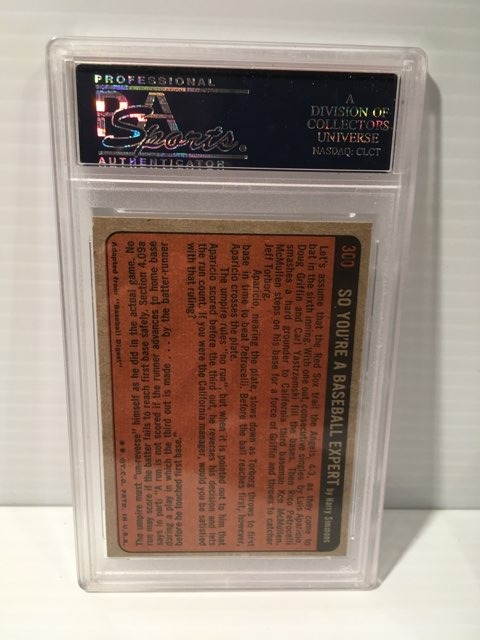 PROFESSIONAL
PSA
Sports.
AUTHENTICATOR
A
DIVISION OF
COLLECTORS
UNIVERSE
NASDAQ: CLCT
300 SO YOU'RE A BASEBALL EXPERT by Harry Simmons
Let's assume that the Red Sox trail the Angels, 4-3, as they come to
bat in the sixth inning. With one out, consecutive singles by Luis Aparicio,
Doug Griffin and Carl Yastrzemski fill the bases. Then Rico Petrocelli
smashes a hard grounder to California third baseman Ken McMullen.
McMullen steps on his base for a force of Griffin and throws to catcher
Jeff Torborg.
Aparicio, nearing the plate, slows down as Torborg throws to first
base in time to beat Petrocelli. Before the ball reaches first, however,
Aparicio crosses the plate.
The umpire rules "no run" but when it is pointed out to him that
Aparicio scored before the third out, he reverses his decision and lets
the run count. If you were the California manager, would you be satisfied
with that ruling?
The umpire must "un-reverse" himself as he did in the actual game. No
run may score if the batter fails to reach first base safely. Section 4.09a
says in part, "A run is not scored if the runner advances to home base
during a play in which the third out is made . . . by the batter-runner
before he touched first base."
Adapted from "Baseball Digest"
© T.C.G. PRTD. IN U.S.A.